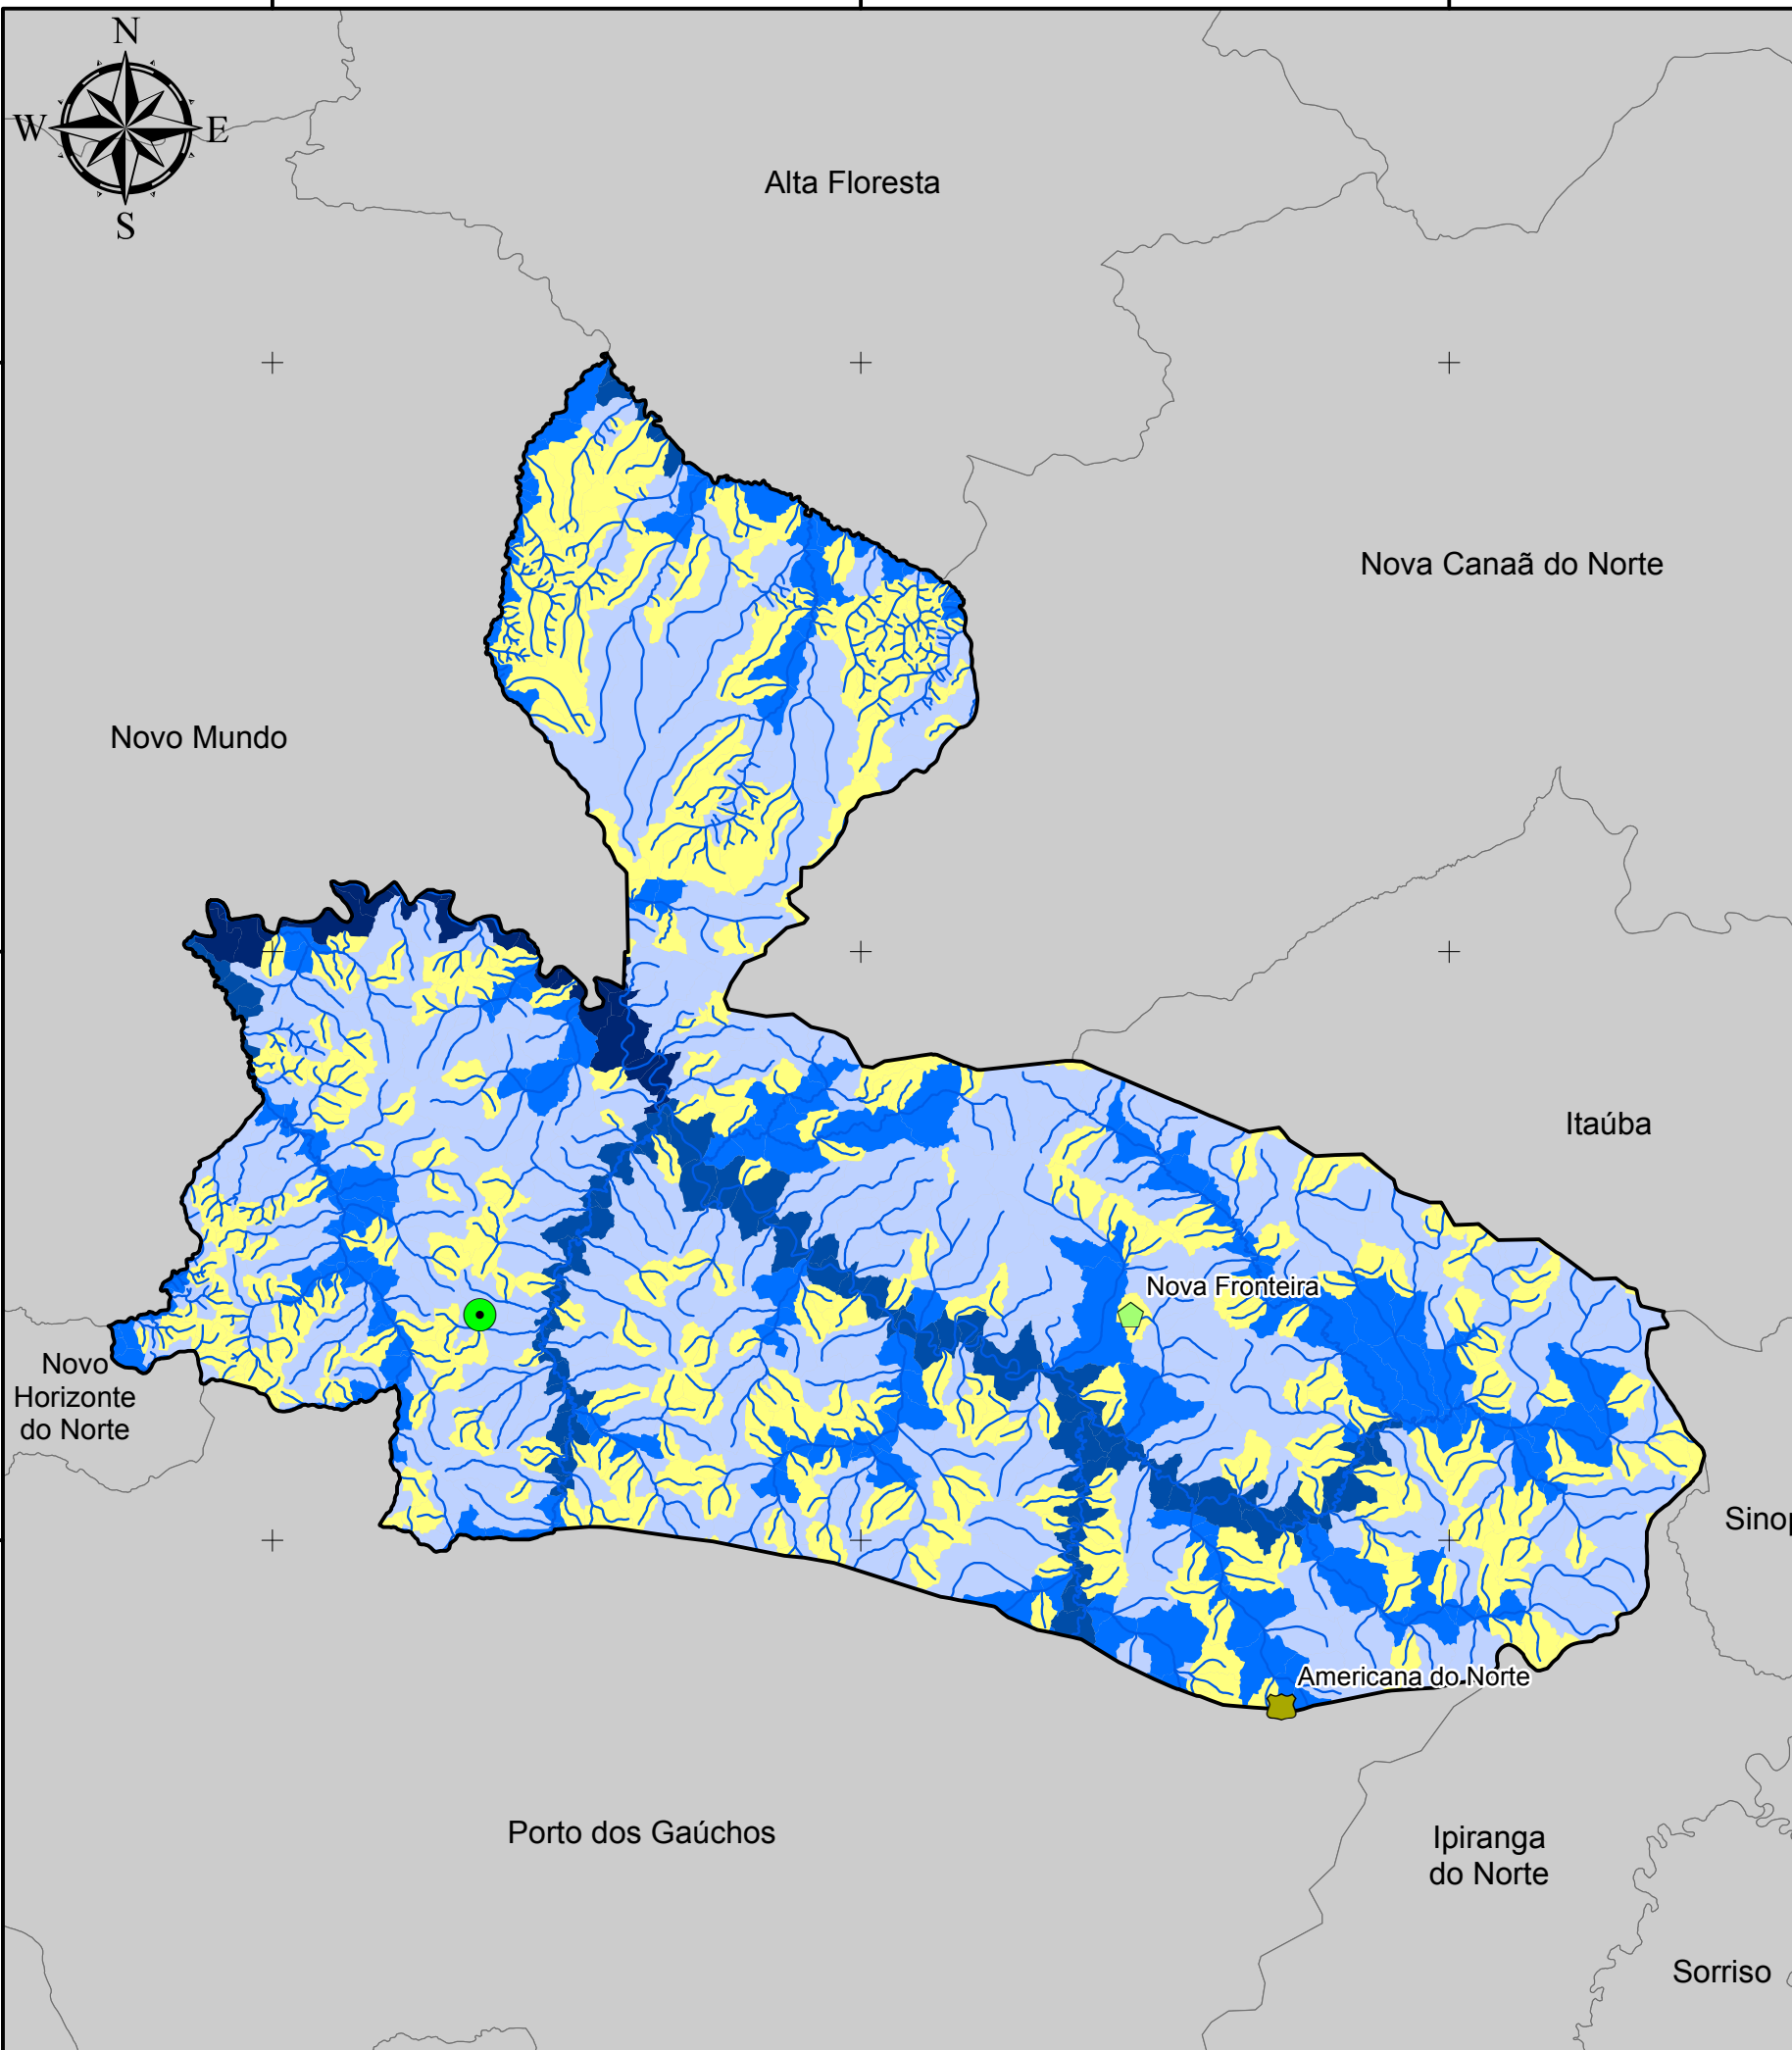 N
W
E
S
Alta Floresta
Nova Canaã do Norte
Novo Mundo
Itaúba
Nova Fronteira
Novo
Horizonte
do Norte
Sinop
Americana do Norte
Porto dos Gaúchos
Ipiranga
do Norte
Sorriso